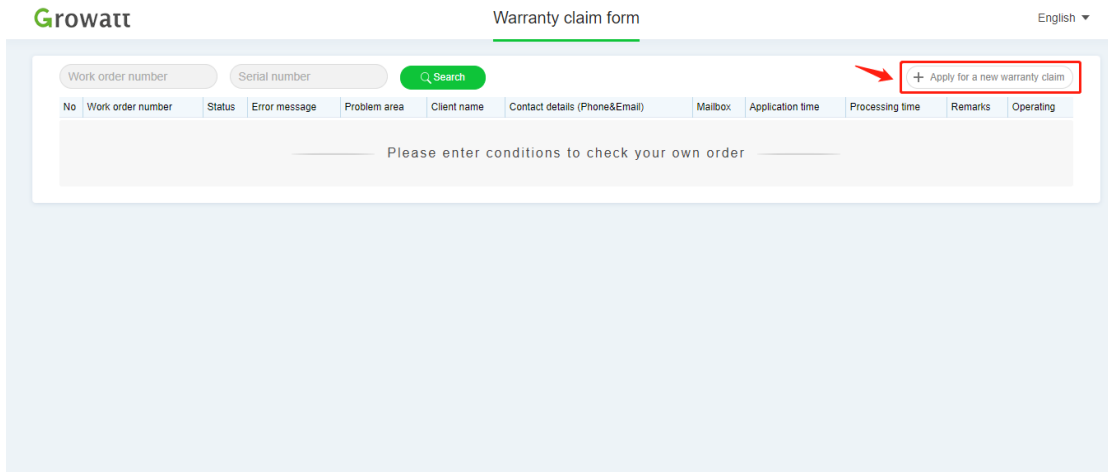 Growatt
Warranty claim form
English
Work order number
Serial number
Search
+ Apply for a new warranty claim
No Work order number Status Error message Problem area Client name Contact details (Phone&Email) Mailbox Application time Processing time Remarks Operating
Please enter conditions to check your own order